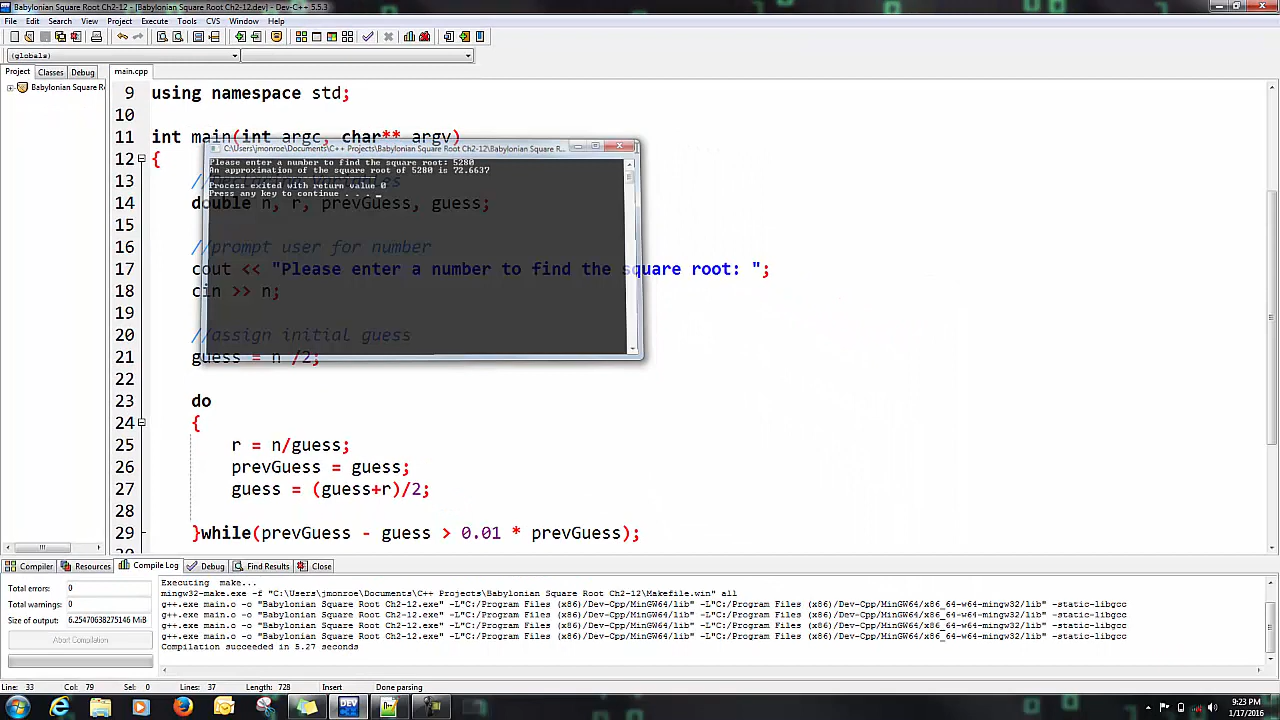 Babylonian Square Root Ch2-12 - [Babylonian Square Root Ch2-12.dev] - Dev-C++ 5.5.3
File Edit Search View Project Execute Tools CVS Window Help
(globals)
Project Classes Debug
main.cpp
Babylonian Square R
9 using namespace std;
10
11 int main(int argc, char** argv)
C:\Users\jmonroe\Documents\C++ Projects\Babylonian Square Root Ch2-12\Babylonian Square R...
12 {
Please enter a number to find the square root: 5280
An approximation of the square root of 5280 is 72.6637
13 //
Process exited with return value 0
Press any key to continue . . . _
14 double n, r, prevGuess, guess;
15
16 //prompt user for number
17 cout << "Please enter a number to find the square root: ";
18 cin >> n;
19
20 //assign initial guess
21 guess = n /2;
22
23 do
24 {
25 r = n/guess;
26 prevGuess = guess;
27 guess = (guess+r)/2;
28
29 }while(prevGuess - guess > 0.01 * prevGuess);
Compiler Resources Compile Log Debug Find Results Close
Total errors: 0
Total warnings: 0
Size of output: 6.25470638275146 MiB
Abort Compilation
Executing make...
mingw32-make.exe -f "C:\Users\jmonroe\Documents\C++ Projects\Babylonian Square Root Ch2-12\Makefile.win" all
g++.exe main.o -o "Babylonian Square Root Ch2-12.exe" -L"C:/Program Files (x86)/Dev-Cpp/MinGW64/lib" -L"C:/Program Files (x86)/Dev-Cpp/MinGW64/x86_64-w64-mingw32/lib" -static-libgcc
g++.exe main.o -o "Babylonian Square Root Ch2-12.exe" -L"C:/Program Files (x86)/Dev-Cpp/MinGW64/lib" -L"C:/Program Files (x86)/Dev-Cpp/MinGW64/x86_64-w64-mingw32/lib" -static-libgcc
g++.exe main.o -o "Babylonian Square Root Ch2-12.exe" -L"C:/Program Files (x86)/Dev-Cpp/MinGW64/lib" -L"C:/Program Files (x86)/Dev-Cpp/MinGW64/x86_64-w64-mingw32/lib" -static-libgcc
g++.exe main.o -o "Babylonian Square Root Ch2-12.exe" -L"C:/Program Files (x86)/Dev-Cpp/MinGW64/lib" -L"C:/Program Files (x86)/Dev-Cpp/MinGW64/x86_64-w64-mingw32/lib" -static-libgcc
Compilation succeeded in 5.27 seconds
Line: 33 Col: 79 Sel: 0 Lines: 37 Length: 728 Insert Done parsing
DEV
9:23 PM
1/17/2016